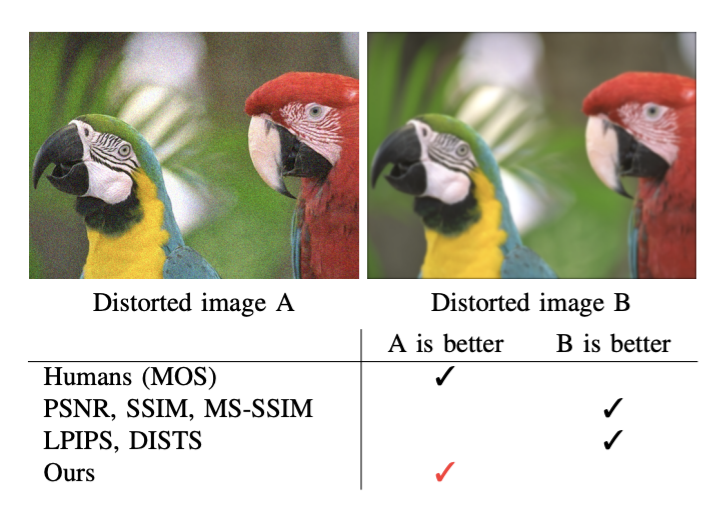 Distorted image A Distorted image B
A is better B is better
Humans (MOS) ✓
PSNR, SSIM, MS-SSIM ✓
LPIPS, DISTS ✓
Ours ✓